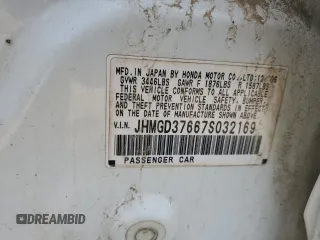 MFD. IN JAPAN BY HONDA MOTOR CO., LTD. 12/06
GVWR 3446LBS GAWR F 1876LBS R 1587LBS
THIS VEHICLE CONFORMS TO ALL APPLICABLE
FEDERAL MOTOR VEHICLE SAFETY, BUMPER,
AND THEFT PREVENTION STANDARDS IN EFFECT
ON THE DATE OF MANUFACTURE SHOWN ABOVE.
V.I.N. JHMGD37667S032169
PASSENGER CAR
DREAMBID